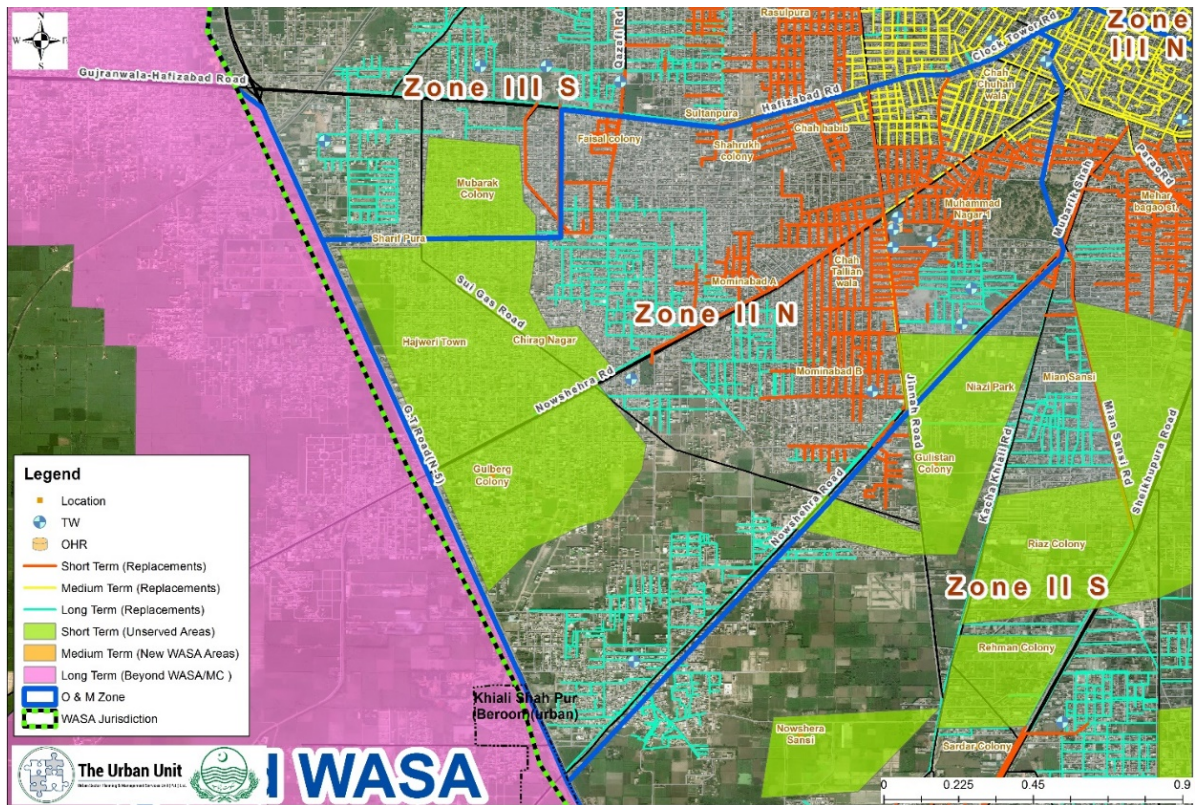 Rasulpura
Zone
III N
Clock Tower Rd
Qazafi Rd
Gujranwala-Hafizabad Road
Zone III S
Chah
Chuhan
wala
Hafizabad Rd
Sultanpura
Chah habib
Faisal colony
Shahrukh
colony
Parao Rd
Mubarik Shah
Mubarak
Colony
Mehar
bagao st.
Muhammad
Nagar-1
Sharif Pura
Chah
Tailian
wala
Mominabad A
Sui Gas Road
Zone II N
Hajweri Town
Chirag Nagar
Nowshehra Rd
Mominabad B
Jinnah Road
Niazi Park
Mian Sansi
Mian Sansi Rd
Sheikhupura Road
G.T.Road(N-5)
Gulberg
Colony
Gulistan
Colony
Kacha Khiali Rd
Nowshehra Road
Riaz Colony
Zone II S
Rehman Colony
Khiali Shah Pur
(Beroon(urban)
Nowshera
Sansi
Sardar Colony
Legend
Location
TW
OHR
Short Term (Replacements)
Medium Term (Replacements)
Long Term (Replacements)
Short Term (Unserved Areas)
Medium Term (New WASA Areas)
Long Term (Beyond WASA/MC )
O & M Zone
WASA Jurisdiction
The Urban Unit
WASA
0 0.225 0.45 0.9